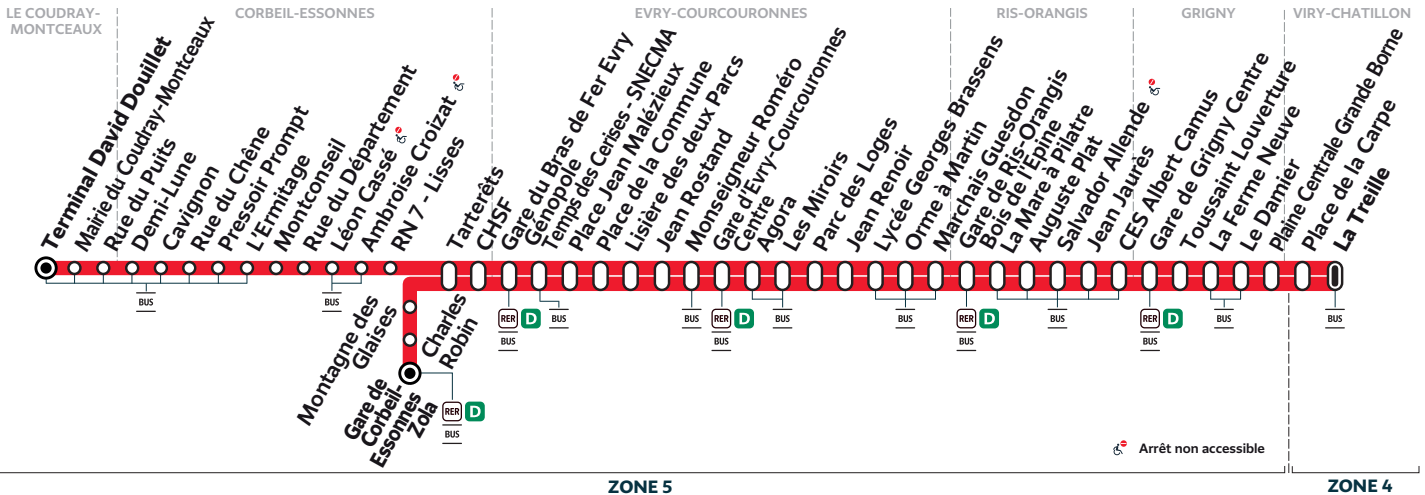 LE COUDRAY-
MONTCEAUX
CORBEIL-ESSONNES
EVRY-COURCOURONNES
RIS-ORANGIS
GRIGNY
VIRY-CHATILLON
Terminal David Douillet
Mairie du Coudray-Montceaux
Rue du Puits
Demi-Lune
Cavignon
Rue du Chêne
Pressoir Prompt
L'Ermitage
Montconseil
Rue du Département
Léon Cassé
Ambroise Croizat
RN 7 - Lisses
Tarterêts
CHSF
Gare du Bras de Fer Evry
Génopole
Temps des Cerises - SNECMA
Place Jean Malézieux
Place de la Commune
Lisière des deux Parcs
Jean Rostand
Monseigneur Roméro
Gare d'Evry-Courcouronnes
Centre
Agora
Les Miroirs
Parc des Loges
Jean Renoir
Lycée Georges Brassens
Orme à Martin
Marchais Guesdon
Gare de Ris-Orangis
Bois de l'Epine
La Mare à Pilatre
Auguste Plat
Salvador Allende
Jean Jaurès
CES Albert Camus
Gare de Grigny Centre
Toussaint Louverture
La Ferme Neuve
Le Damier
Plaine Centrale Grande Borne
Place de la Carpe
La Treille
BUS
BUS
RER D
BUS
BUS
BUS
RER D
BUS
BUS
BUS
RER D
BUS
BUS
RER D
BUS
BUS
BUS
Montagne des
Glaises
Charles
Robin
Gare de
Corbeil-
Essonnes
Zola
RER D
BUS
Arrêt non accessible
ZONE 5
ZONE 4